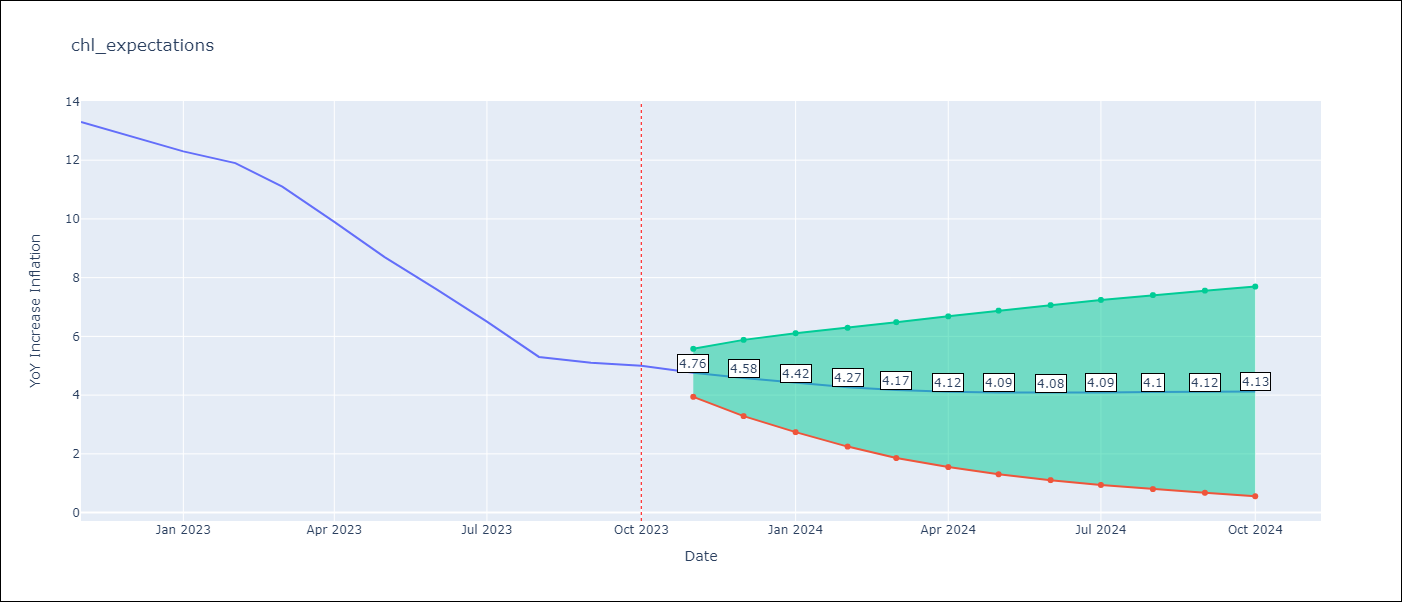 chl_expectations
YoY Increase Inflation
14
12
10
8
6
4
2
0
4.76
4.58
4.42
4.27
4.17
4.12
4.09
4.08
4.09
4.1
4.12
4.13
Jan 2023
Apr 2023
Jul 2023
Oct 2023
Jan 2024
Apr 2024
Jul 2024
Oct 2024
Date